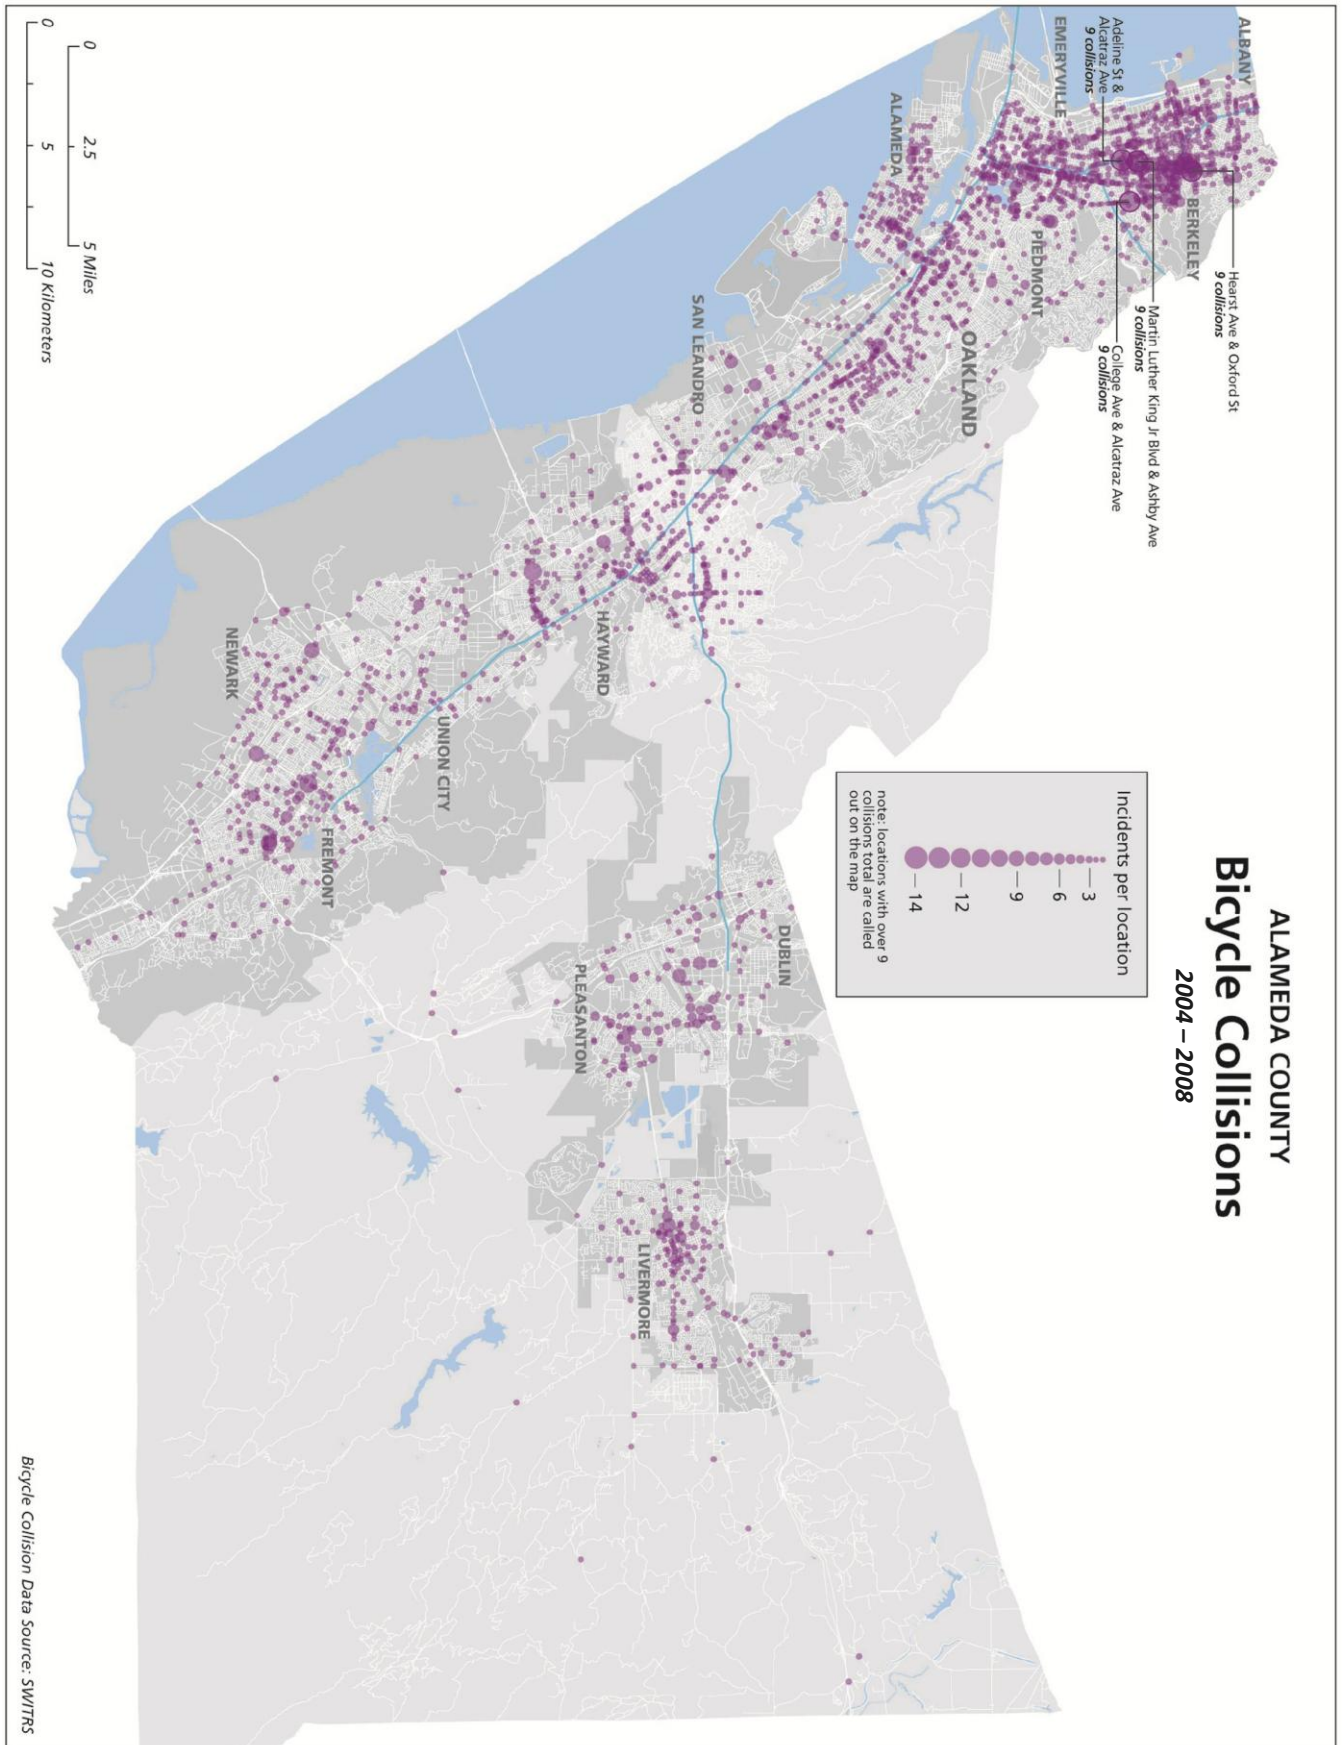 ALAMEDA COUNTY
Bicycle Collisions
2004 – 2008
Incidents per location
3
6
9
12
14
note: locations with over 9
collisions total are called
out on the map
ALBANY
BERKELEY
Hearst Ave & Oxford St
9 collisions
Martin Luther King Jr Blvd & Ashby Ave
9 collisions
College Ave & Alcatraz Ave
9 collisions
Adeline St &
Alcatraz Ave
9 collisions
EMERYVILLE
PIEDMONT
OAKLAND
ALAMEDA
SAN LEANDRO
HAYWARD
DUBLIN
PLEASANTON
LIVERMORE
UNION CITY
FREMONT
NEWARK
0 2.5 5 Miles
0 5 10 Kilometers
Bicycle Collision Data Source: SWITRS